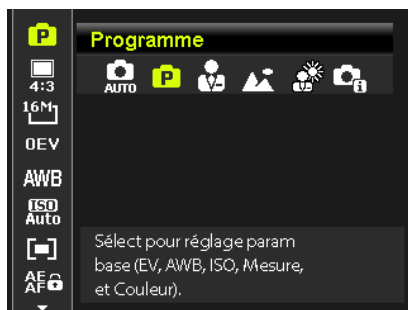 P
Programme
AUTO P i
4:3
16M
0EV
AWB
ISO
Auto
AE
AF
Sélect pour réglage param
base (EV, AWB, ISO, Mesure,
et Couleur).